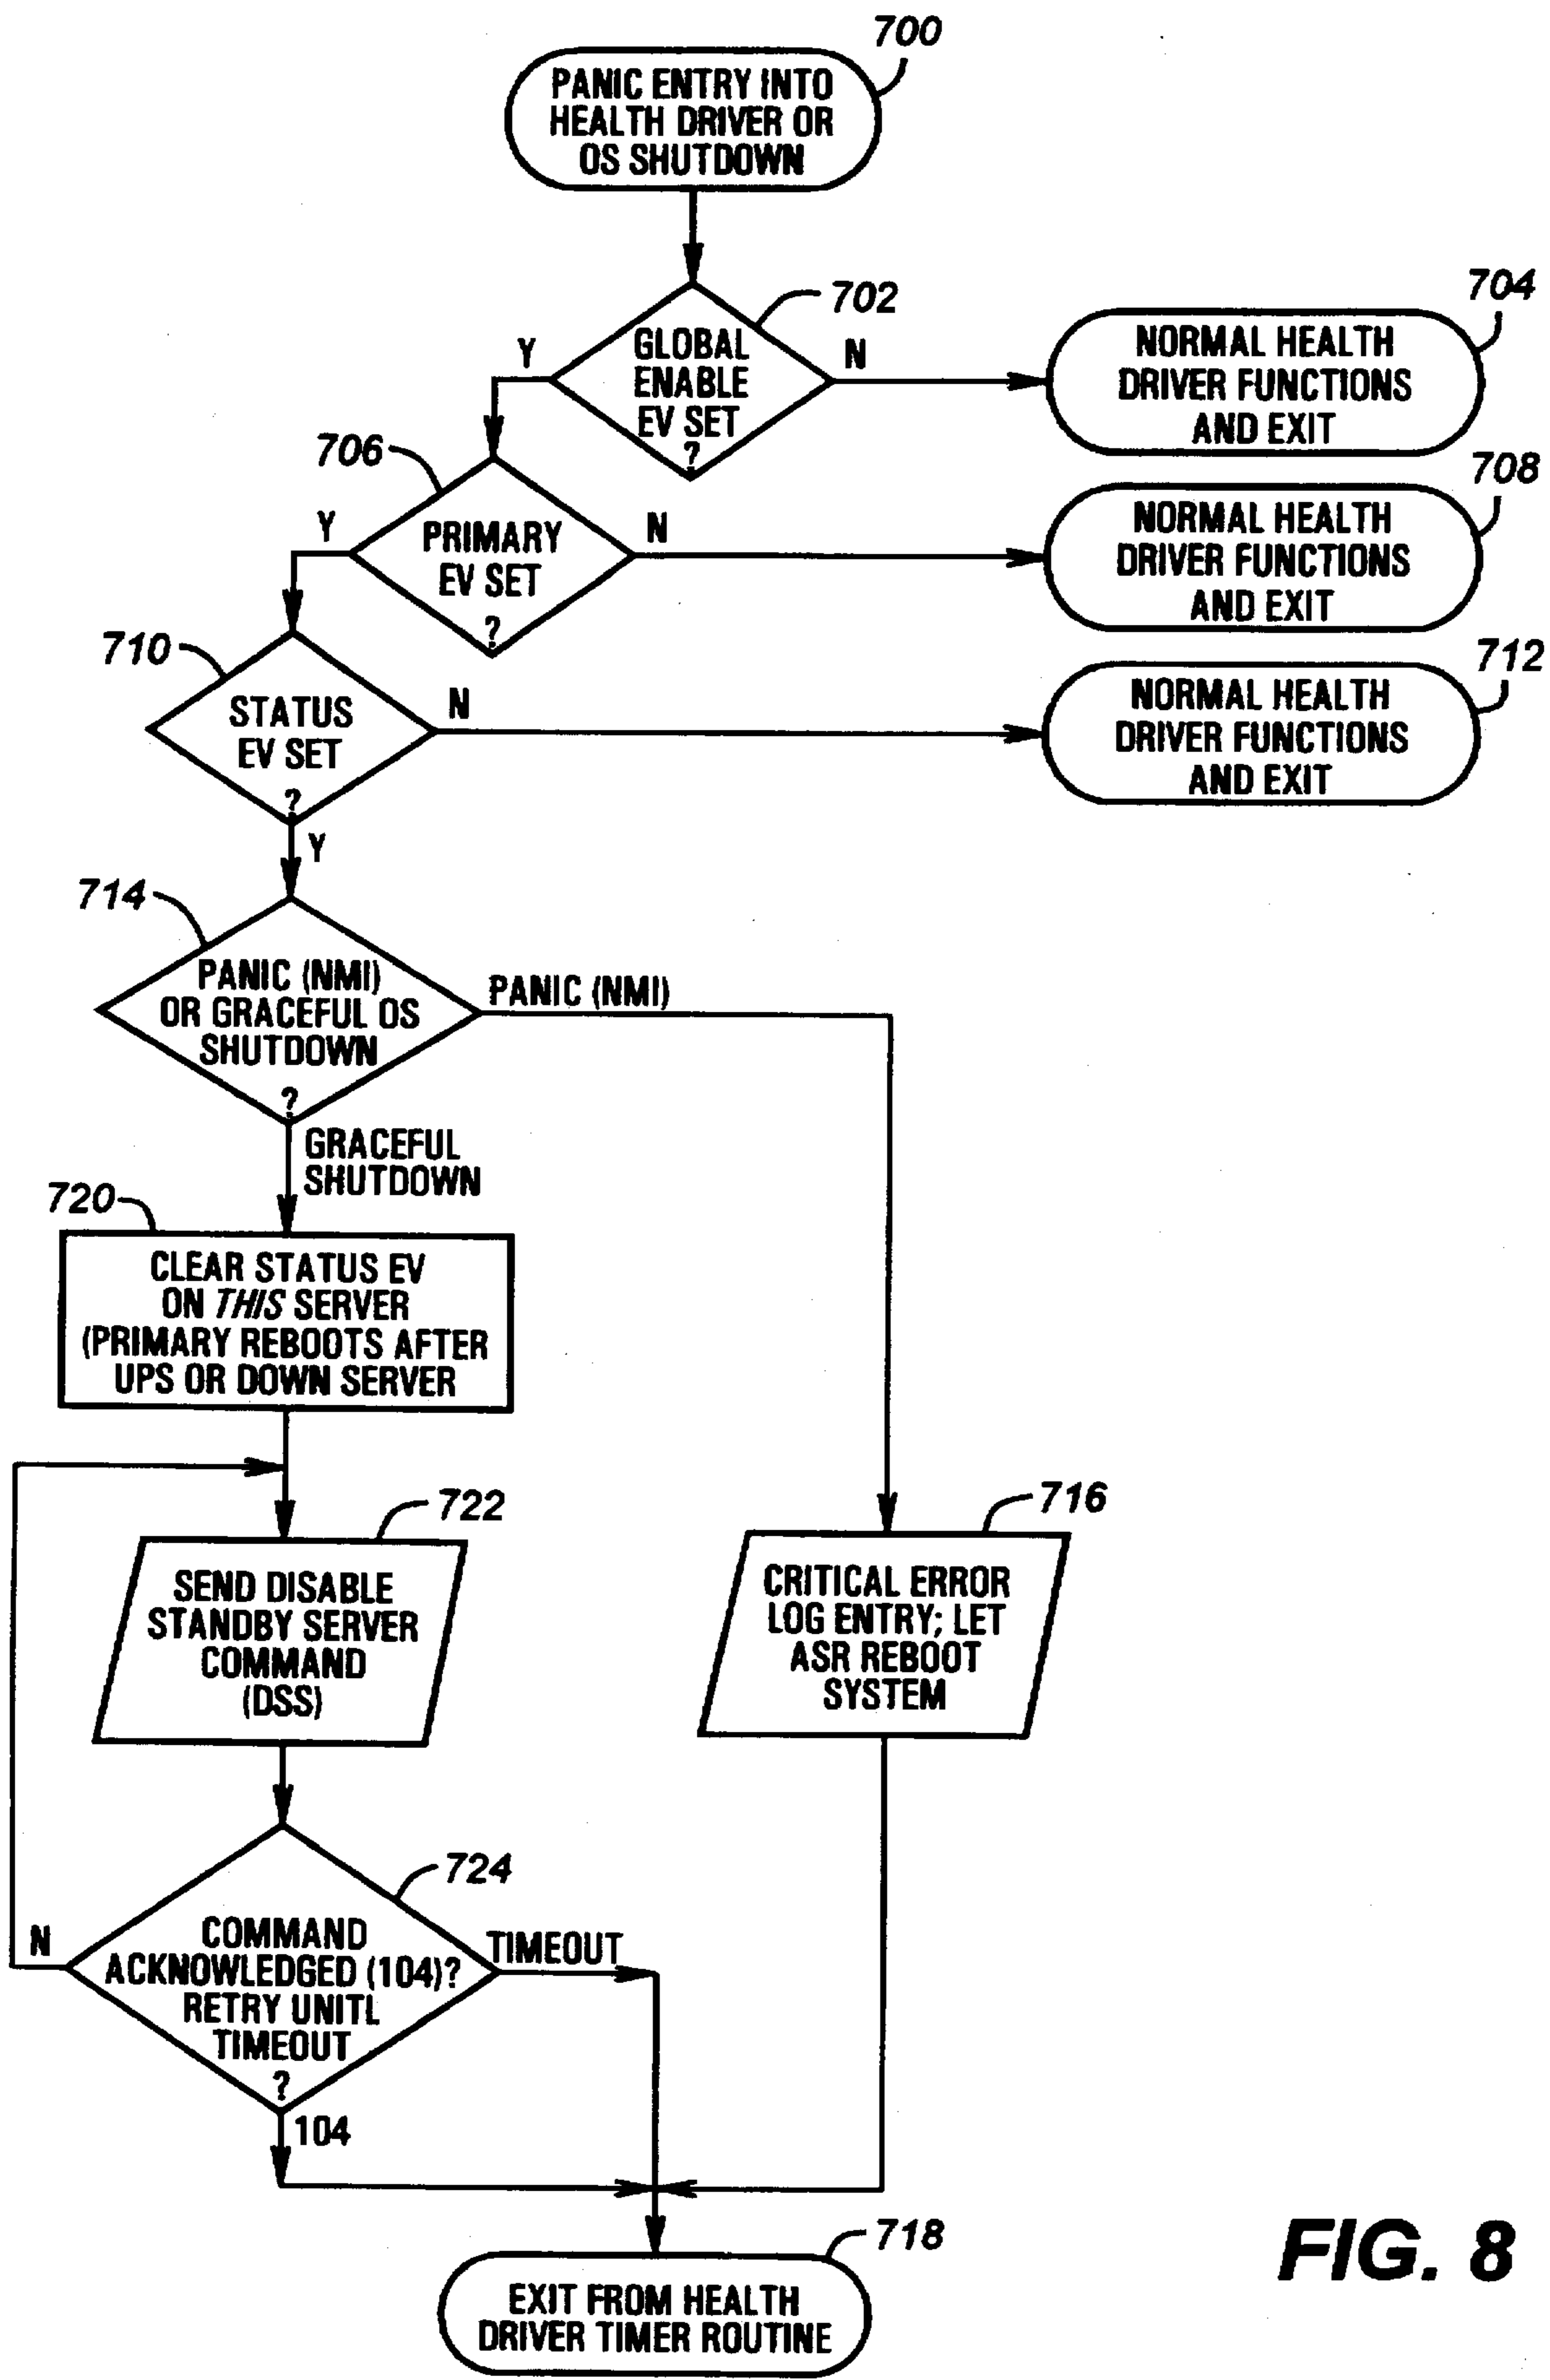 700
PANIC ENTRY INTO
HEALTH DRIVER OR
OS SHUTDOWN
702
GLOBAL
ENABLE
EV SET
?
Y
N
704
NORMAL HEALTH
DRIVER FUNCTIONS
AND EXIT
706
PRIMARY
EV SET
?
Y
N
708
NORMAL HEALTH
DRIVER FUNCTIONS
AND EXIT
710
STATUS
EV SET
?
N
Y
712
NORMAL HEALTH
DRIVER FUNCTIONS
AND EXIT
714
PANIC (NMI)
OR GRACEFUL OS
SHUTDOWN
?
PANIC (NMI)
GRACEFUL
SHUTDOWN
720
CLEAR STATUS EV
ON THIS SERVER
(PRIMARY REBOOTS AFTER
UPS OR DOWN SERVER
722
SEND DISABLE
STANDBY SERVER
COMMAND
(DSS)
716
CRITICAL ERROR
LOG ENTRY; LET
ASR REBOOT
SYSTEM
724
COMMAND
ACKNOWLEDGED (104)?
RETRY UNITL
TIMEOUT
?
N
TIMEOUT
104
718
EXIT FROM HEALTH
DRIVER TIMER ROUTINE
FIG. 8